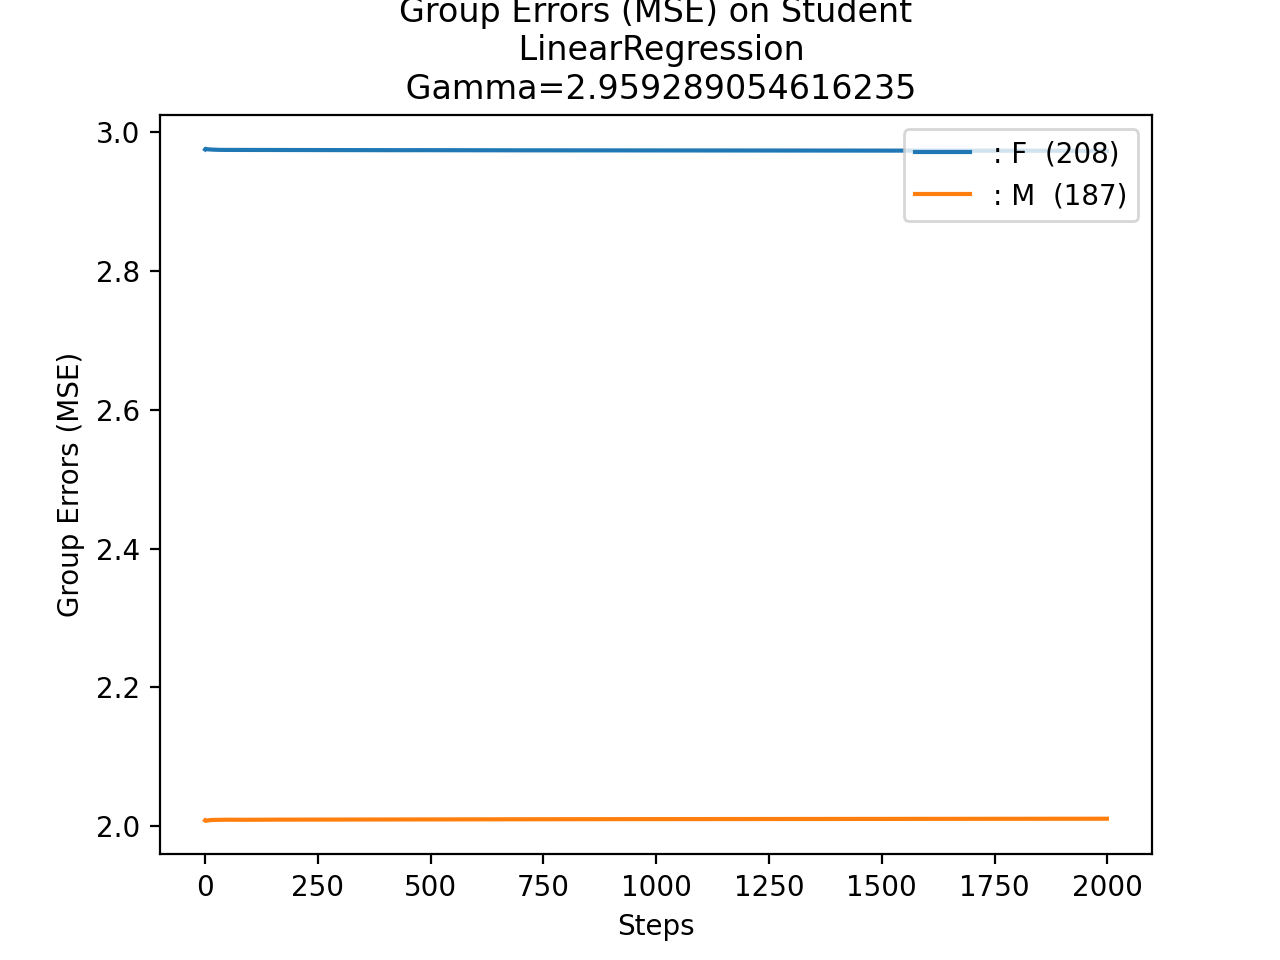 Group Errors (MSE) on Student
LinearRegression
Gamma=2.959289054616235
3.0
2.8
2.6
2.4
2.2
2.0
Group Errors (MSE)
: F (208)
: M (187)
0 250 500 750 1000 1250 1500 1750 2000
Steps